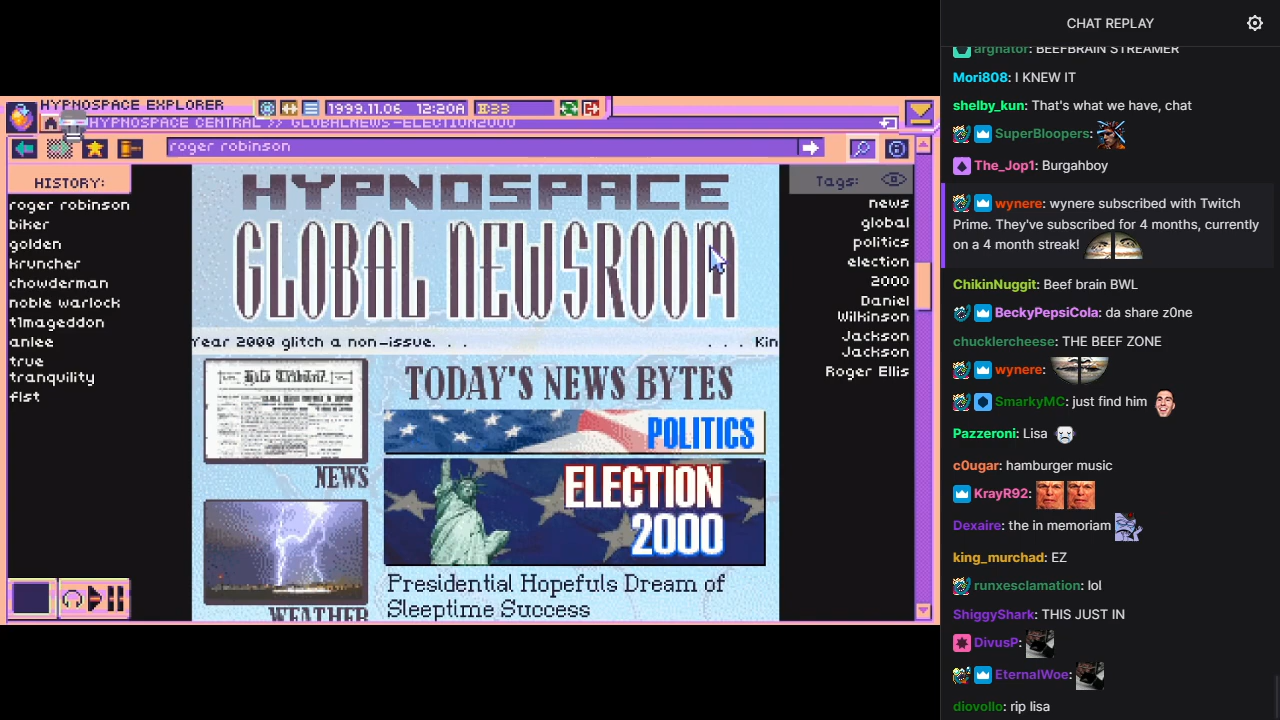 HYPNOSPACE EXPLORER
1999.11.06 12:20A
33
HYPNOSPACE CENTRAL >> GLOBALNEWS-ELECTION2000
roger robinson
HISTORY:
roger robinson
biker
golden
kruncher
chowderman
noble warlock
t1mageddon
anlee
true
tranquility
f1st
HYPNOSPACE
GLOBAL NEWSROOM
Year 2000 glitch a non-issue. . . . . . Kin
TODAY'S NEWS BYTES
POLITICS
ELECTION
2000
NEWS
WEATHER
Presidential Hopefuls Dream of
Sleeptime Success
Tags:
news
global
politics
election
2000
Daniel
Wilkinson
Jackson
Jackson
Roger Ellis
CHAT REPLAY
arghator: BEEFBRAIN STREAMER
Mori808: I KNEW IT
shelby_kun: That's what we have, chat
SuperBloopers:
The_Jop1: Burgahboy
wynere: wynere subscribed with Twitch
Prime. They've subscribed for 4 months, currently
on a 4 month streak!
ChikinNuggit: Beef brain BWL
BeckyPepsiCola: da share z0ne
chucklercheese: THE BEEF ZONE
wynere:
SmarkyMC: just find him
Pazzeroni: Lisa
c0ugar: hamburger music
KrayR92:
Dexaire: the in memoriam
king_murchad: EZ
runxesclamation: lol
ShiggyShark: THIS JUST IN
DivusP:
EternalWoe:
diovollo: rip lisa